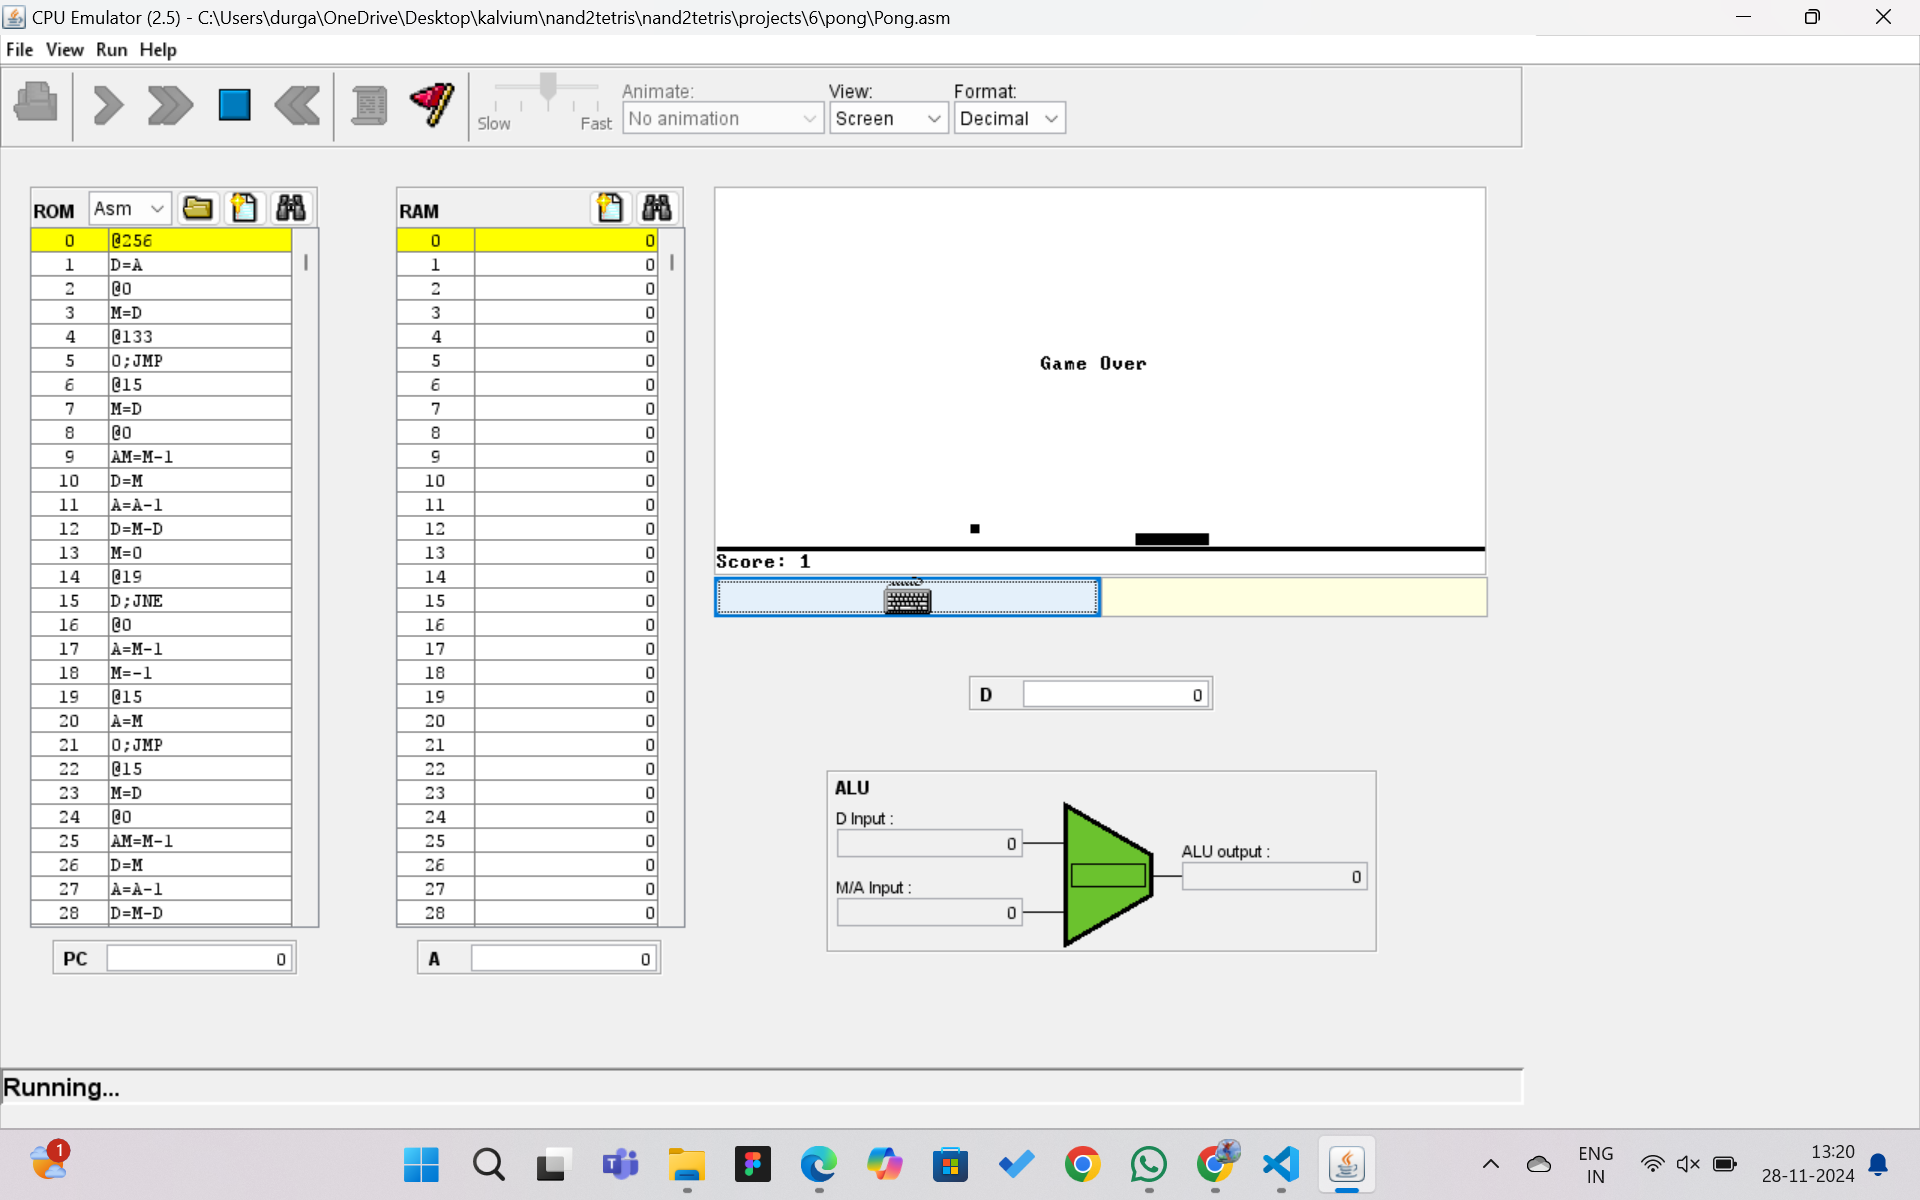 CPU Emulator (2.5) - C:\Users\durga\OneDrive\Desktop\kalvium\nand2tetris\nand2tetris\projects\6\pong\Pong.asm
File View Run Help
Animate: View: Format:
Slow Fast No animation Screen Decimal
ROM Asm RAM
0 @256 0 0
1 D=A 1 0
2 @0 2 0
3 M=D 3 0
4 @133 4 0
5 0;JMP 5 0
6 @15 6 0
7 M=D 7 0
8 @0 8 0
9 AM=M-1 9 0
10 D=M 10 0
11 A=A-1 11 0
12 D=M-D 12 0
13 M=0 13 0
14 @19 14 0
15 D;JNE 15 0
16 @0 16 0
17 A=M-1 17 0
18 M=-1 18 0
19 @15 19 0
20 A=M 20 0
21 0;JMP 21 0
22 @15 22 0
23 M=D 23 0
24 @0 24 0
25 AM=M-1 25 0
26 D=M 26 0
27 A=A-1 27 0
28 D=M-D 28 0
PC 0 A 0
Game Over
Score: 1
D 0
ALU
D Input : 0
M/A Input : 0
ALU output : 0
Running...
1
ENG
IN
13:20
28-11-2024